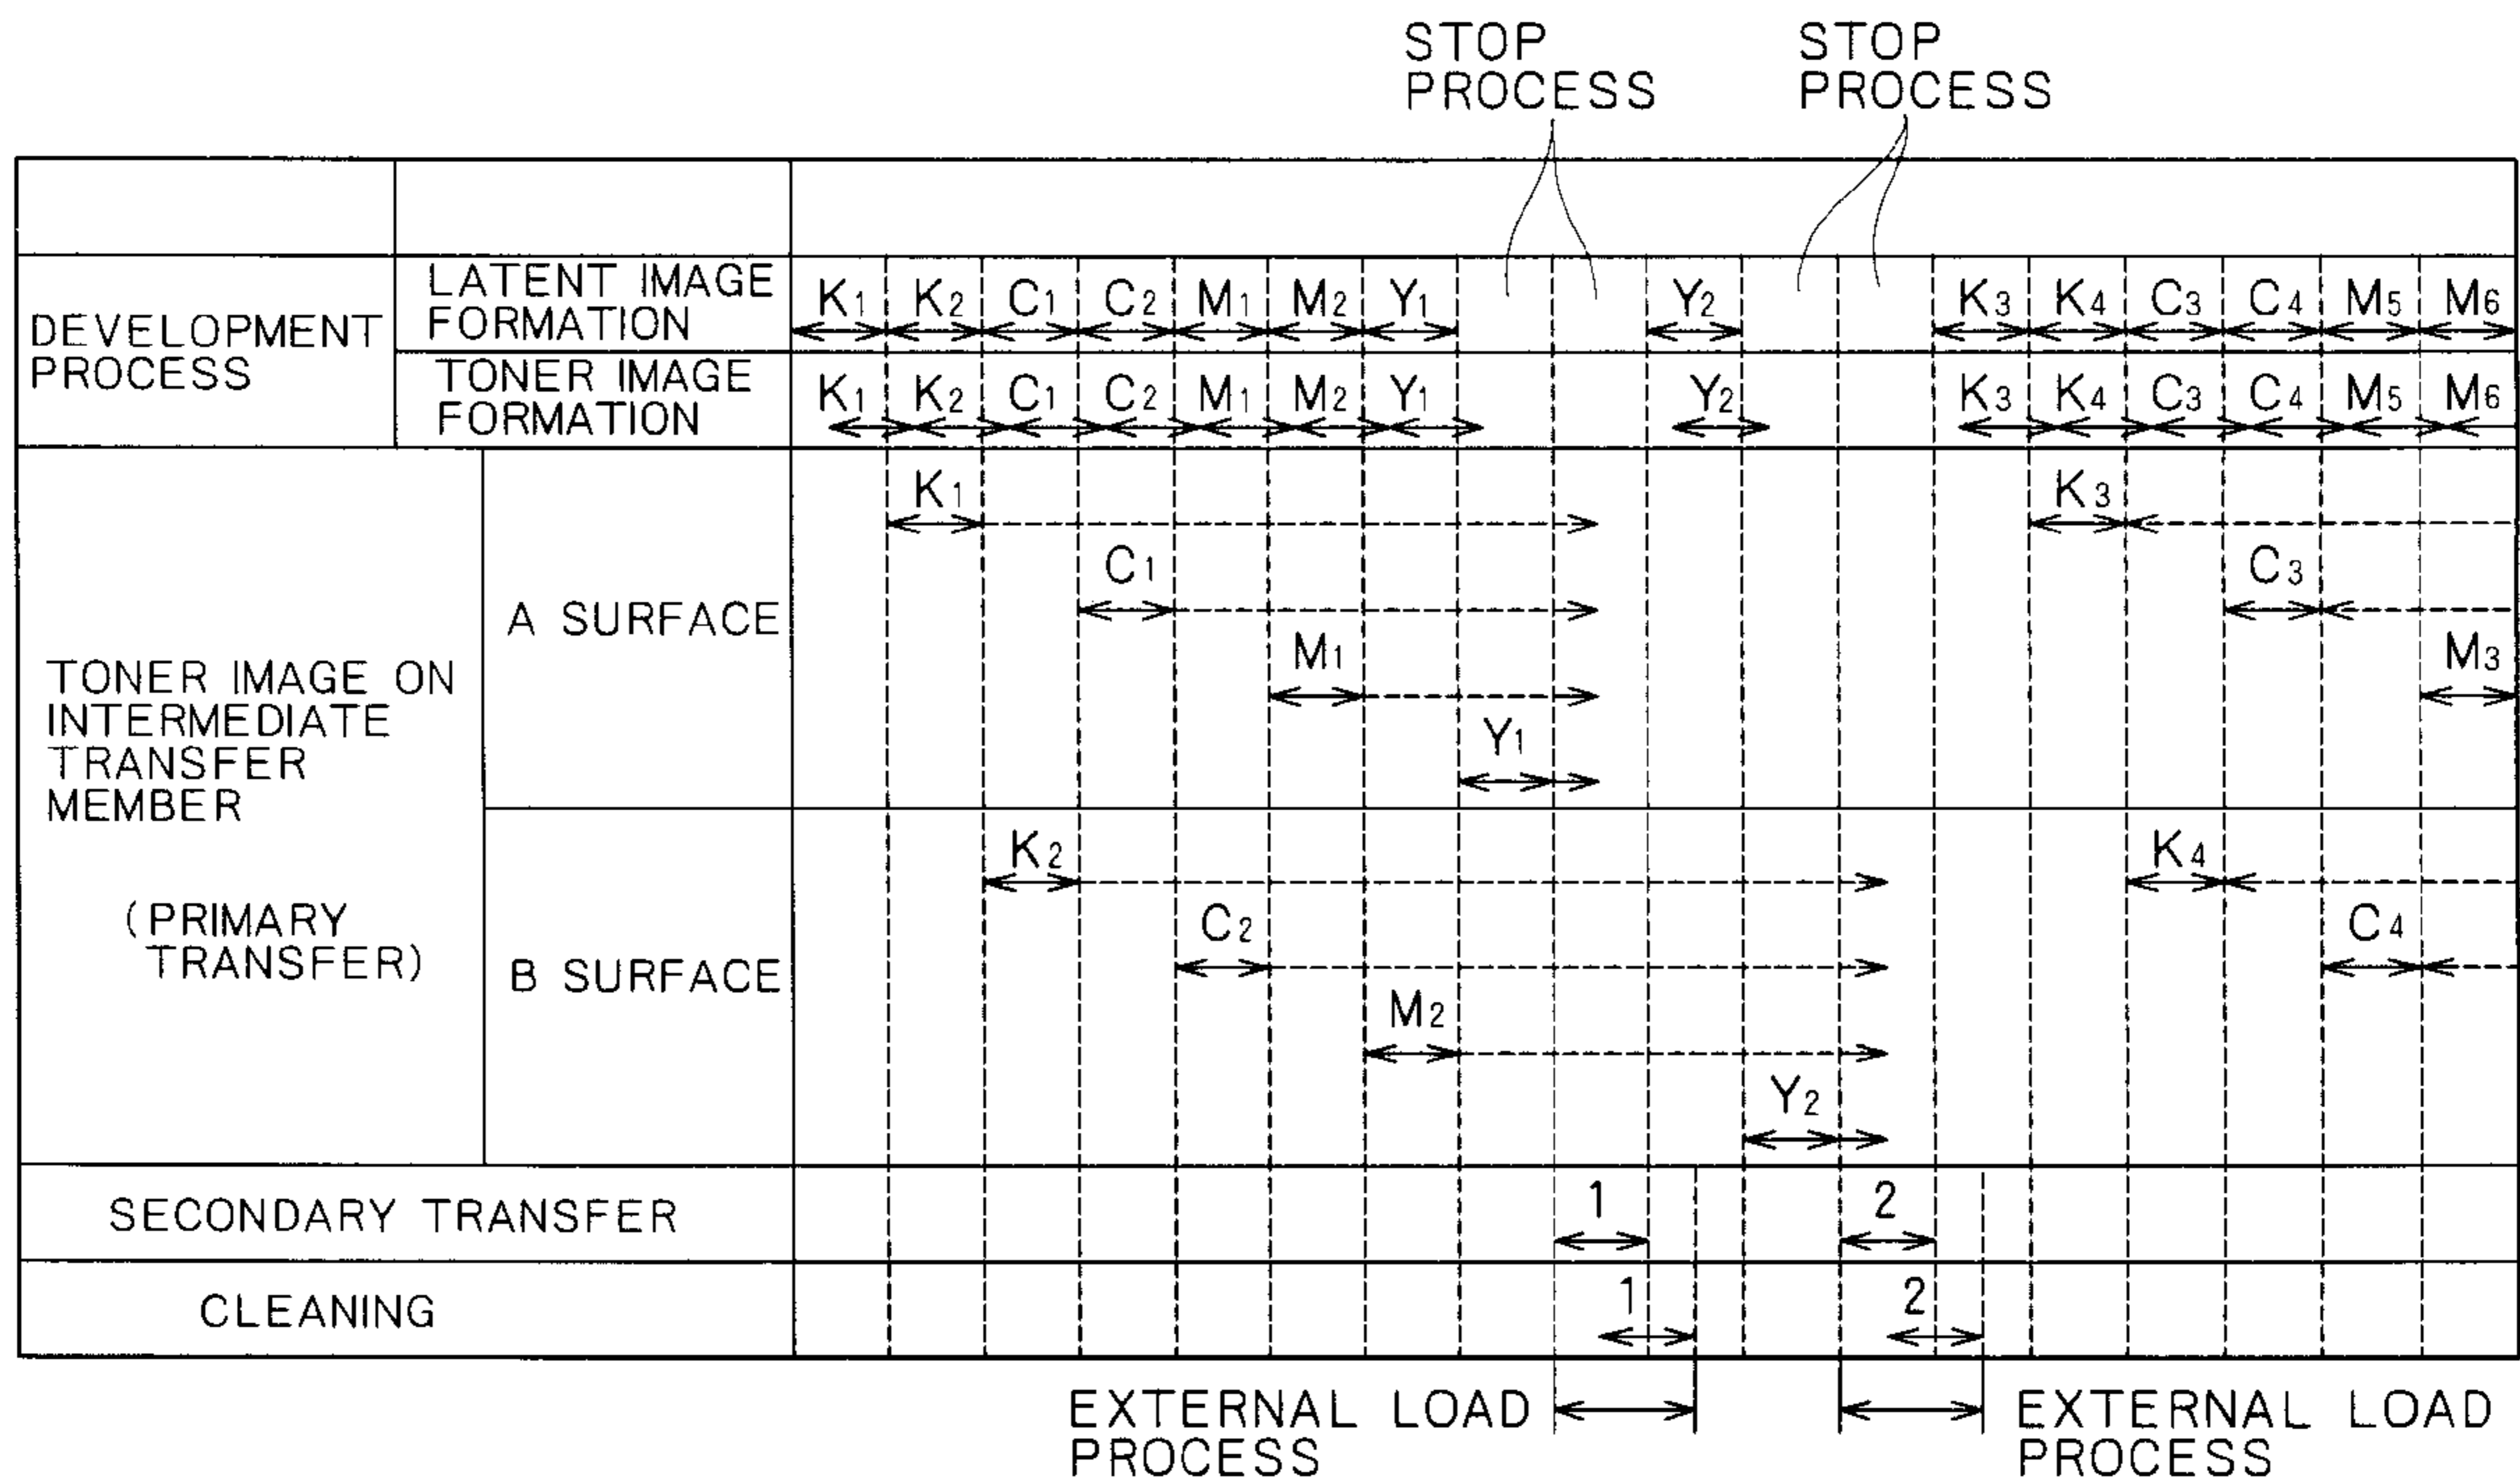 STOP PROCESS
STOP PROCESS
DEVELOPMENT PROCESS
LATENT IMAGE FORMATION
K1 K2 C1 C2 M1 M2 Y1 Y2 K3 K4 C3 C4 M5 M6
TONER IMAGE FORMATION
K1 K2 C1 C2 M1 M2 Y1 Y2 K3 K4 C3 C4 M5 M6
TONER IMAGE ON
INTERMEDIATE
TRANSFER
MEMBER
(PRIMARY
TRANSFER)
A SURFACE
K1 K3
C1 C3
M1 M3
Y1
B SURFACE
K2 K4
C2 C4
M2
Y2
SECONDARY TRANSFER
1 2
CLEANING
1 2
EXTERNAL LOAD
PROCESS
EXTERNAL LOAD
PROCESS